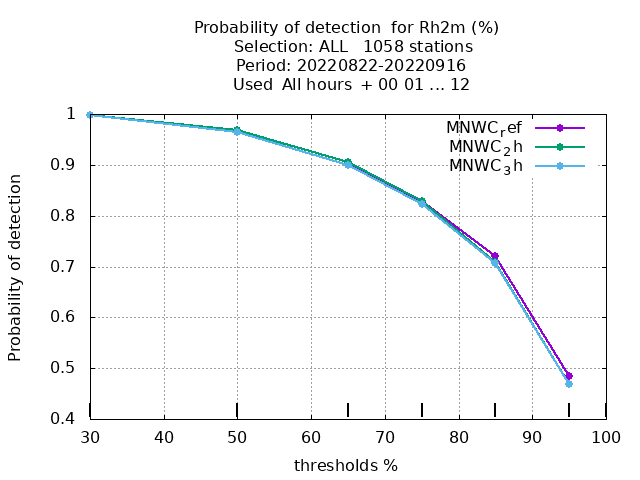 Probability of detection  for Rh2m (%)
Selection: ALL   1058 stations
Period: 20220822-20220916
Used  All hours  + 00 01 ... 12
MNWC_ref
MNWC_2h
MNWC_3h
Probability of detection
1
0.9
0.8
0.7
0.6
0.5
0.4
30 40 50 60 70 80 90 100
thresholds %